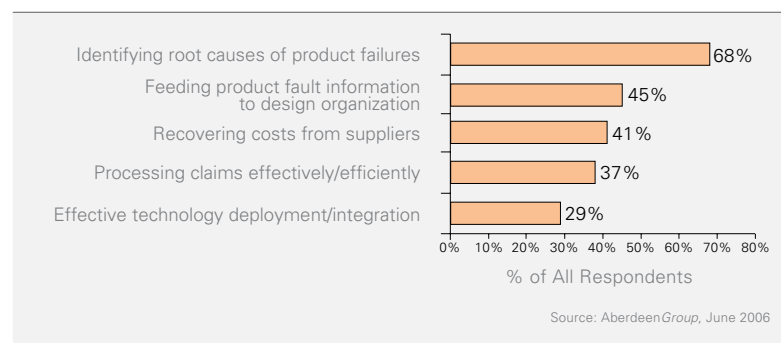 Identifying root causes of product failures
68%
Feeding product fault information
to design organization
45%
Recovering costs from suppliers
41%
Processing claims effectively/efficiently
37%
Effective technology deployment/integration
29%
0% 10% 20% 30% 40% 50% 60% 70% 80%
% of All Respondents
Source: AberdeenGroup, June 2006